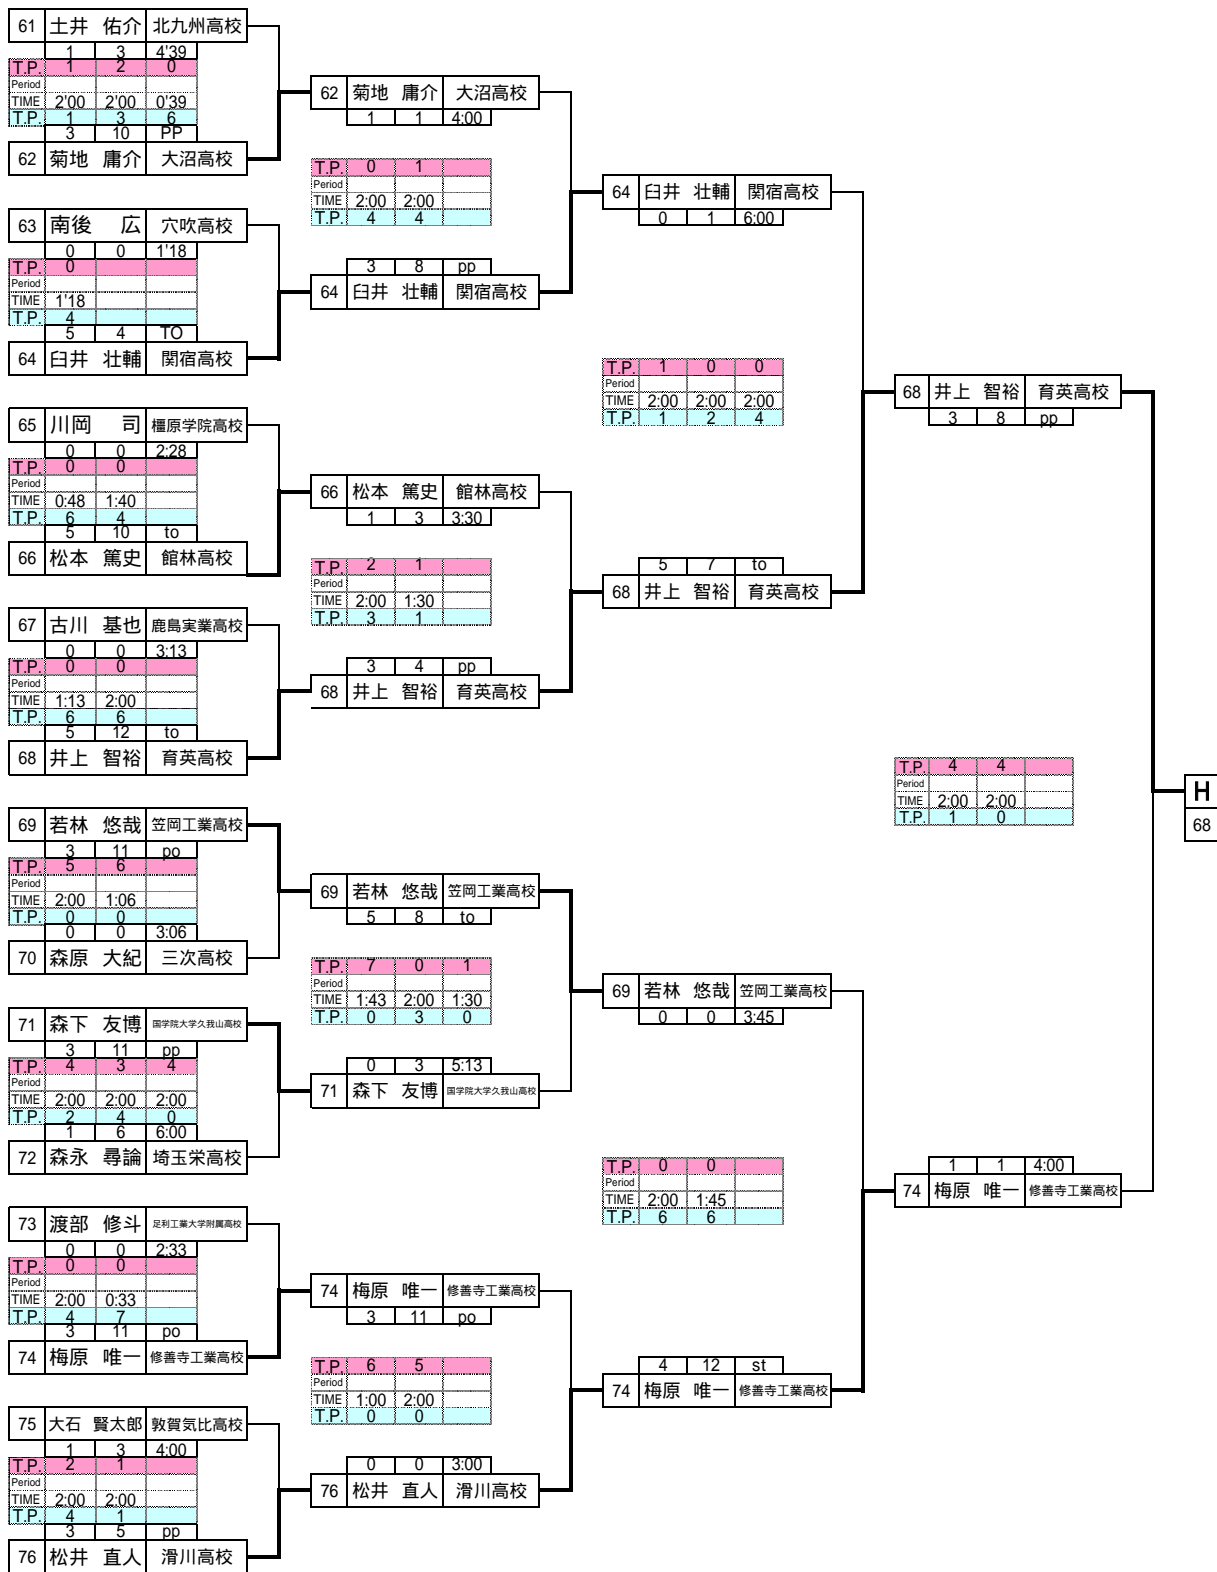 61 土井 佑介 北九州高校
1 3 4'39
T.P. 1 2 0
Period
TIME 2'00 2'00 0'39
T.P. 1 3 6
3 10 PP
62 菊地 庸介 大沼高校
63 南後 広 穴吹高校
0 0 1'18
T.P. 0
Period
TIME 1'18
T.P. 4
5 4 TO
64 臼井 壮輔 関宿高校
65 川岡 司 橿原学院高校
0 0 2:28
T.P. 0 0
Period
TIME 0:48 1:40
T.P. 6 4
5 10 to
66 松本 篤史 館林高校
67 古川 基也 鹿島実業高校
0 0 3:13
T.P. 0 0
Period
TIME 1:13 2:00
T.P. 6 6
5 12 to
68 井上 智裕 育英高校
69 若林 悠哉 笠岡工業高校
3 11 po
T.P. 5 6
Period
TIME 2:00 1:06
T.P. 0 0
0 0 3:06
70 森原 大紀 三次高校
71 森下 友博 国学院大学久我山高校
3 11 pp
T.P. 4 3 4
Period
TIME 2:00 2:00 2:00
T.P. 2 4 0
1 6 6:00
72 森永 尋論 埼玉栄高校
73 渡部 修斗 足利工業大学附属高校
0 0 2:33
T.P. 0 0
Period
TIME 2:00 0:33
T.P. 4 7
3 11 po
74 梅原 唯一 修善寺工業高校
75 大石 賢太郎 敦賀気比高校
1 3 4:00
T.P. 2 1
Period
TIME 2:00 2:00
T.P. 4 1
3 5 pp
76 松井 直人 滑川高校
62 菊地 庸介 大沼高校
1 1 4:00
T.P. 0 1
Period
TIME 2:00 2:00
T.P. 4 4
3 8 pp
64 臼井 壮輔 関宿高校
66 松本 篤史 館林高校
1 3 3:30
T.P. 2 1
Period
TIME 2:00 1:30
T.P. 3 1
3 4 pp
68 井上 智裕 育英高校
69 若林 悠哉 笠岡工業高校
5 8 to
T.P. 7 0 1
Period
TIME 1:43 2:00 1:30
T.P. 0 3 0
0 3 5:13
71 森下 友博 国学院大学久我山高校
74 梅原 唯一 修善寺工業高校
3 11 po
T.P. 6 5
Period
TIME 1:00 2:00
T.P. 0 0
0 0 3:00
76 松井 直人 滑川高校
64 臼井 壮輔 関宿高校
0 1 6:00
T.P. 1 0 0
Period
TIME 2:00 2:00 2:00
T.P. 1 2 4
5 7 to
68 井上 智裕 育英高校
69 若林 悠哉 笠岡工業高校
0 0 3:45
T.P. 0 0
Period
TIME 2:00 1:45
T.P. 6 6
4 12 st
74 梅原 唯一 修善寺工業高校
68 井上 智裕 育英高校
3 8 pp
T.P. 4 4
Period
TIME 2:00 2:00
T.P. 1 0
1 1 4:00
74 梅原 唯一 修善寺工業高校
H
68